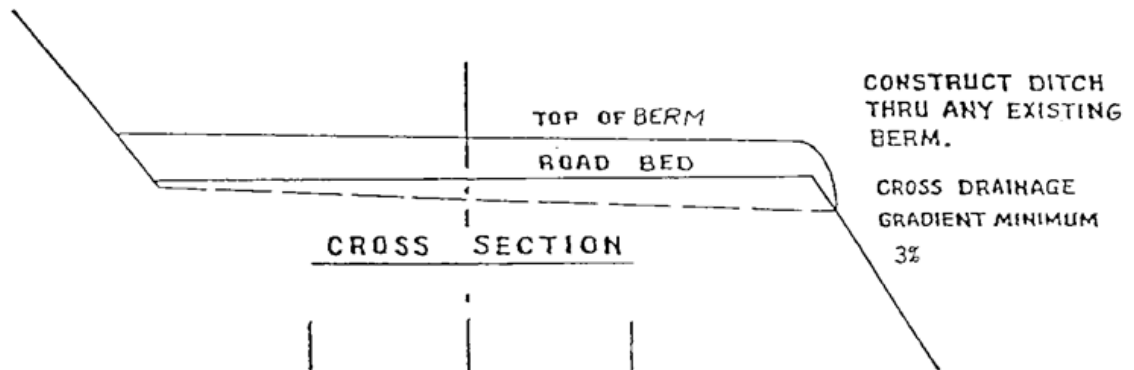 CONSTRUCT DITCH
THRU ANY EXISTING
BERM.
TOP OF BERM
ROAD BED
CROSS DRAINAGE
GRADIENT MINIMUM
3%
CROSS SECTION